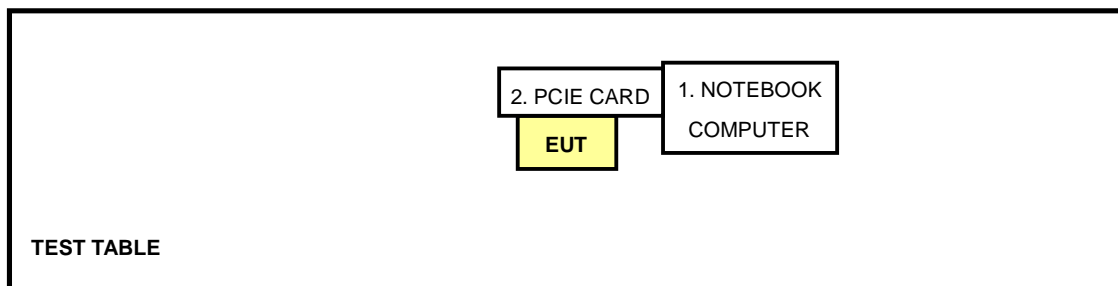 2. PCIE CARD
1. NOTEBOOK
COMPUTER
EUT
TEST TABLE